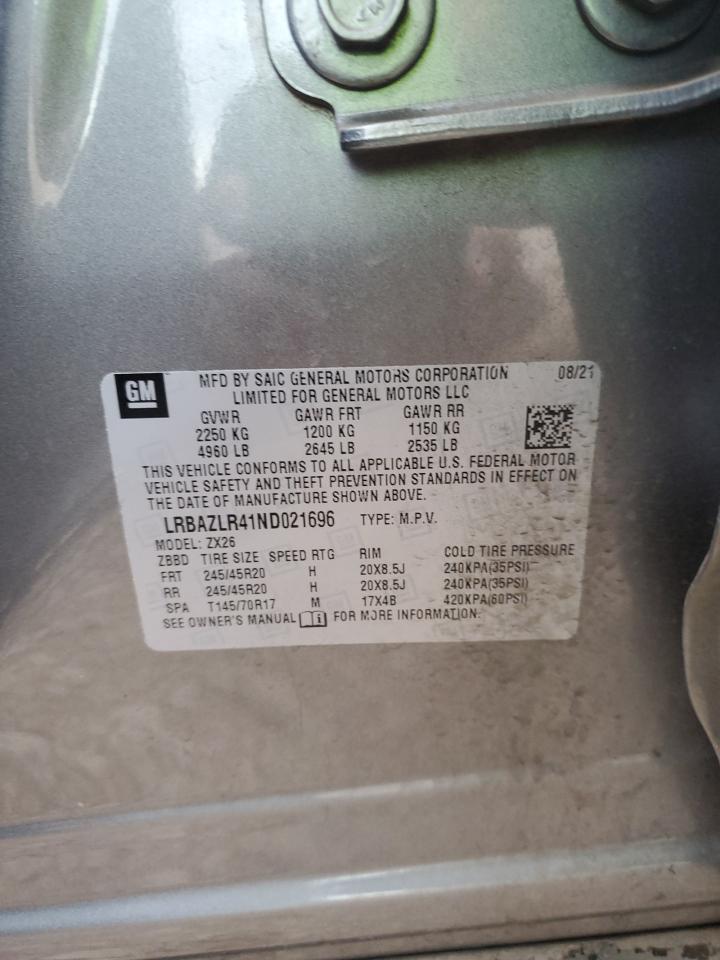 GM
MFD BY SAIC GENERAL MOTORS CORPORATION 08/21
LIMITED FOR GENERAL MOTORS LLC
GVWR GAWR FRT GAWR RR
2250 KG 1200 KG 1150 KG
4960 LB 2645 LB 2535 LB
THIS VEHICLE CONFORMS TO ALL APPLICABLE U.S. FEDERAL MOTOR
VEHICLE SAFETY AND THEFT PREVENTION STANDARDS IN EFFECT ON
THE DATE OF MANUFACTURE SHOWN ABOVE.
LRBAZLR41ND021696 TYPE: M.P.V.
MODEL: ZX26
ZBBD TIRE SIZE SPEED RTG RIM COLD TIRE PRESSURE
FRT 245/45R20 H 20X8.5J 240KPA(35PSI)
RR 245/45R20 H 20X8.5J 240KPA(35PSI)
SPA T145/70R17 M 17X4B 420KPA(60PSI)
SEE OWNER'S MANUAL FOR MORE INFORMATION.